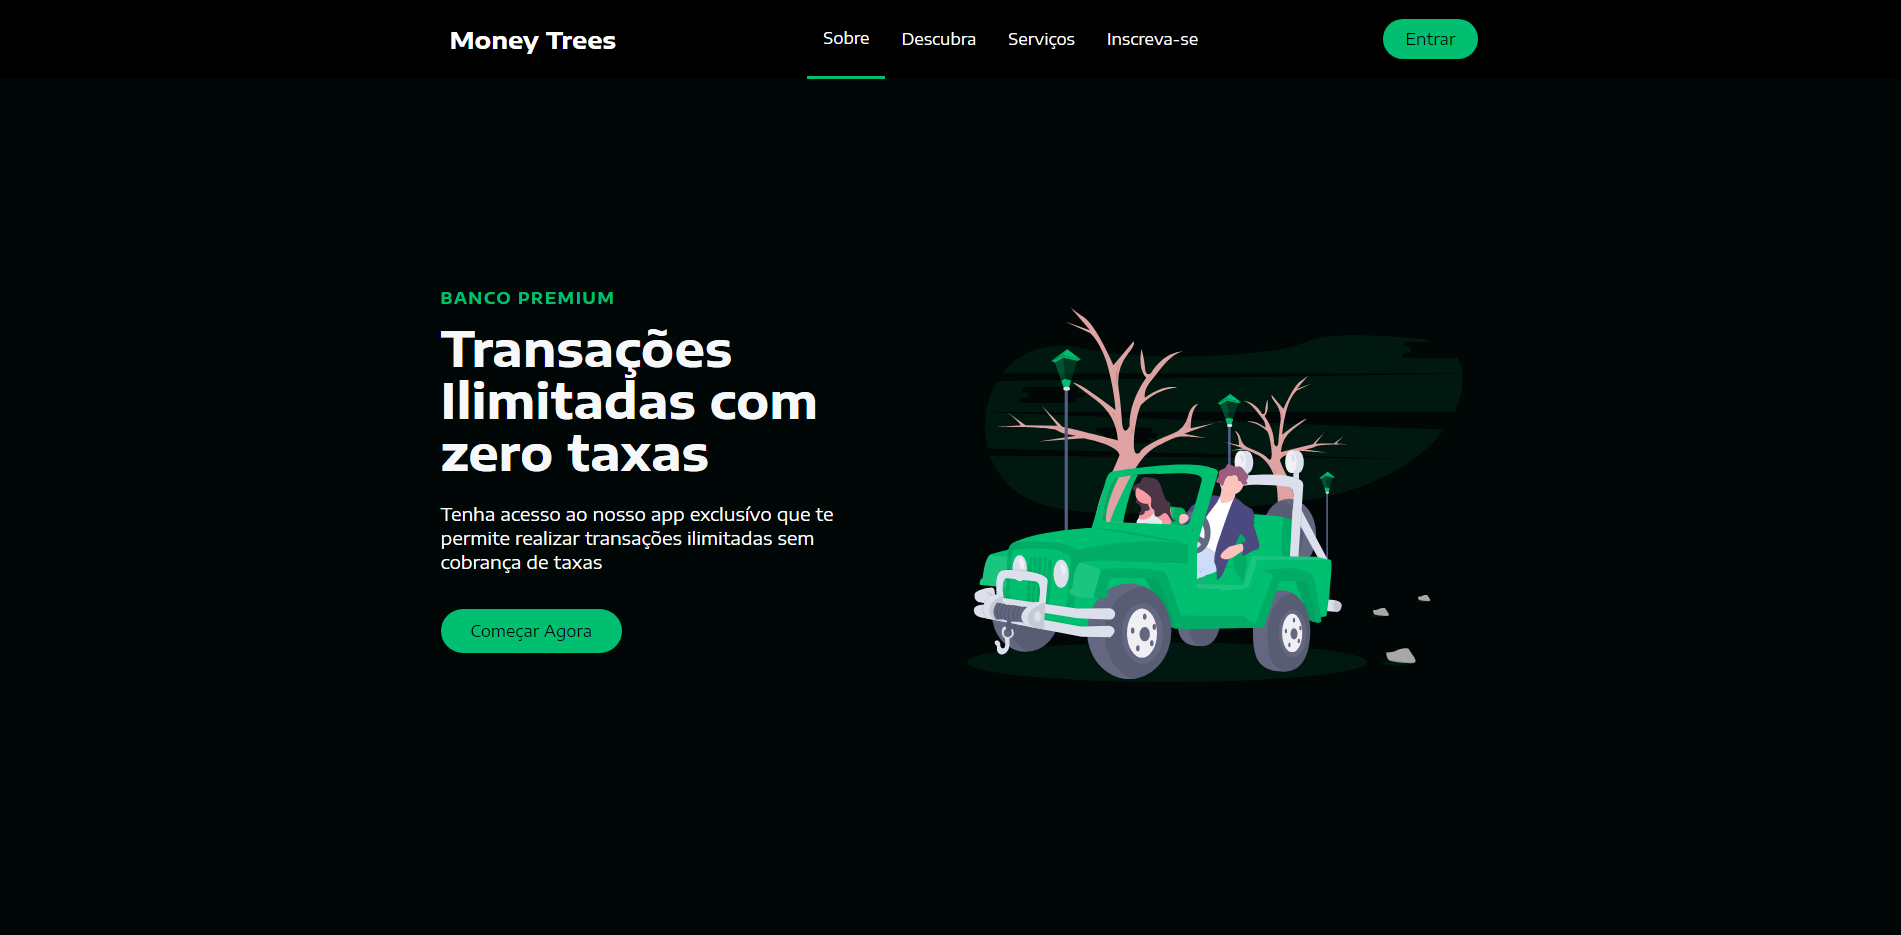 Money Trees
Sobre
Descubra
Serviços
Inscreva-se
Entrar
BANCO PREMIUM
Transações
Ilimitadas com
zero taxas
Tenha acesso ao nosso app exclusívo que te
permite realizar transações ilimitadas sem
cobrança de taxas
Começar Agora